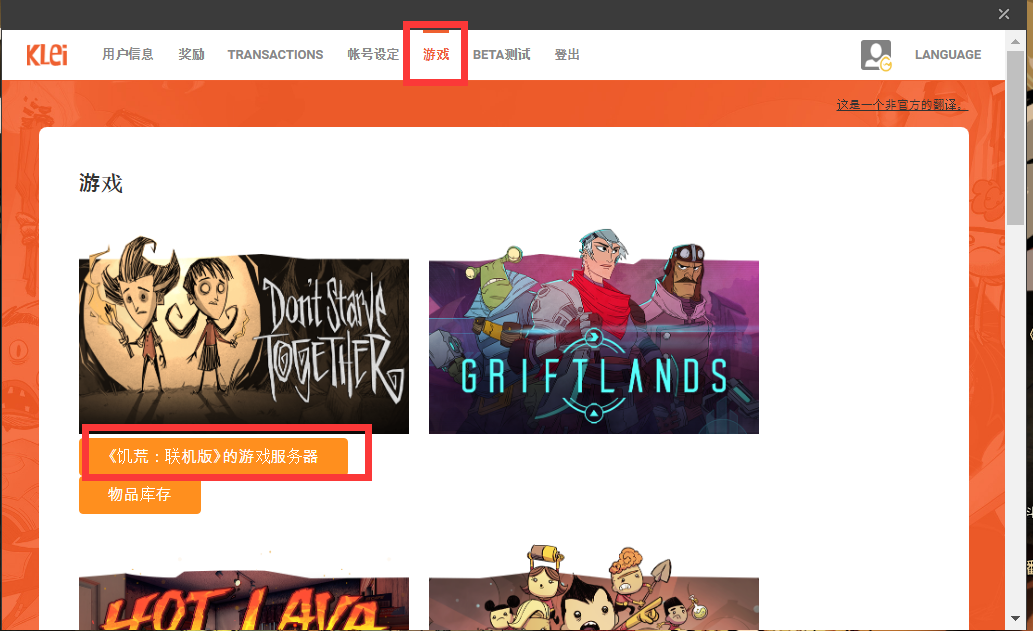 KLei 用户信息 奖励 TRANSACTIONS 帐号设定 游戏 BETA测试 登出 LANGUAGE
这是一个非官方的翻译。
游戏
Don't Starve
TOGETHER
GRIFTLANDS
《饥荒：联机版》的游戏服务器
物品库存
HOT LAVA